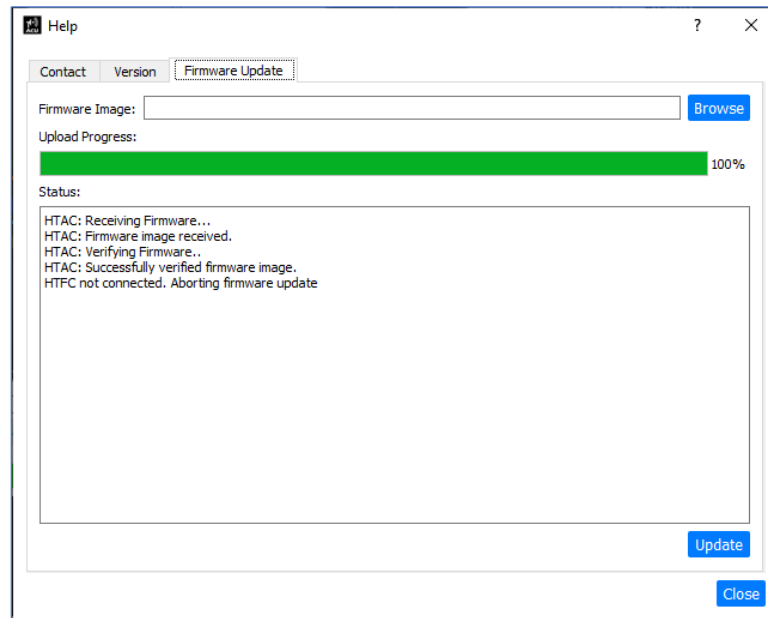 ACU Help ?
Contact Version Firmware Update
Firmware Image: Browse
Upload Progress:
100%
Status:
HTAC: Receiving Firmware...
HTAC: Firmware image received.
HTAC: Verifying Firmware..
HTAC: Successfully verified firmware image.
HTFC not connected. Aborting firmware update
Update
Close